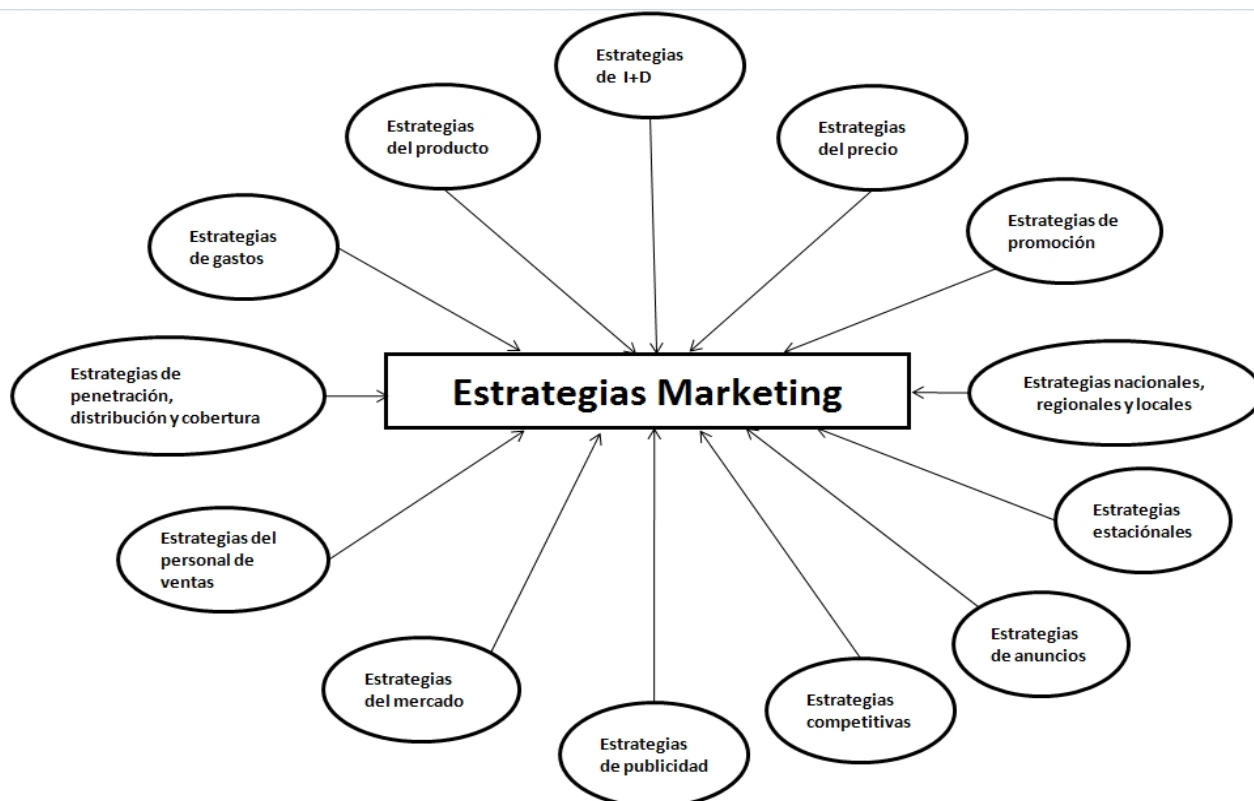 Estrategias
de I+D
Estrategias
del producto
Estrategias
del precio
Estrategias
de gastos
Estrategias de
promoción
Estrategias de
penetración,
distribución y cobertura
Estrategias Marketing
Estrategias nacionales,
regionales y locales
Estrategias del
personal de
ventas
Estrategias
estaciónales
Estrategias
del mercado
Estrategias
de anuncios
Estrategias
competitivas
Estrategias
de publicidad